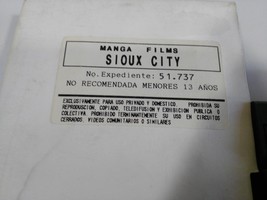 MANGA FILMS
SIOUX CITY
No. Expediente: 51.737
NO RECOMENDADA MENORES 13 AÑOS
EXCLUSIVAMENTE PARA USO PRIVADO Y DOMESTICO. PROHIBIDA SU
REPRODUCCION, COPIADO, TELEDIFUSION Y EXHIBICION PUBLICA O
COLECTIVA. PROHIBIDO TERMINANTEMENTE SU USO EN CIRCUITOS
CERRADOS, VIDEOS COMUNITARIOS O SIMILARES